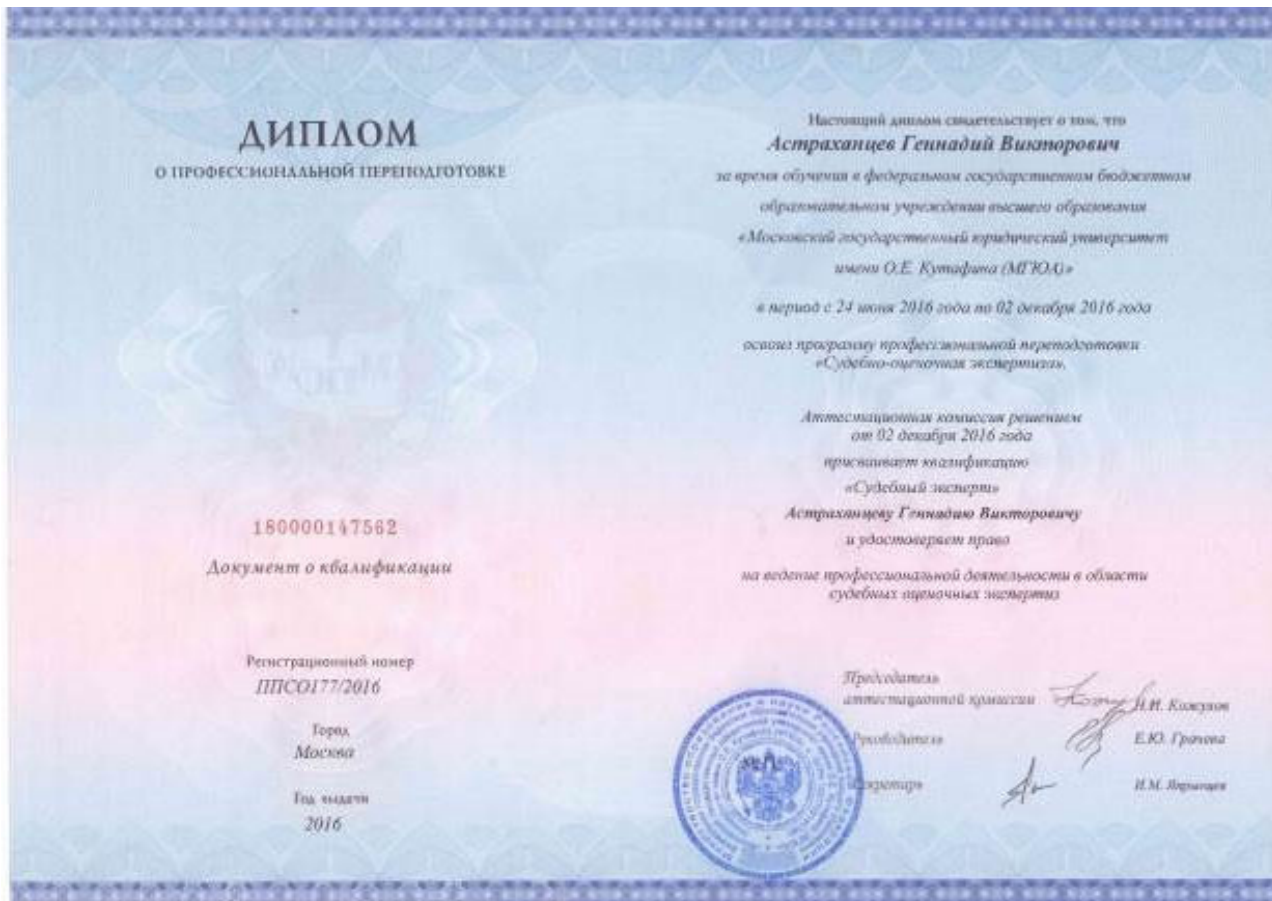 ДИПЛОМ
О ПРОФЕССИОНАЛЬНОЙ ПЕРЕПОДГОТОВКЕ
180000147562
Документ о квалификации
Регистрационный номер
ППСО177/2016
Город
Москва
Год выдачи
2016
Настоящий диплом свидетельствует о том, что
Астраханцев Геннадий Викторович
за время обучения в федеральном государственном бюджетном
образовательном учреждении высшего образования
«Московский государственный юридический университет
имени О.Е. Кутафина (МГЮА)»
в период с 24 июня 2016 года по 02 декабря 2016 года
освоил программу профессиональной переподготовки
«Судебно-оценочная экспертиза».
Аттестационная комиссия решением
от 02 декабря 2016 года
присваивает квалификацию
«Судебный эксперт»
Астраханцеву Геннадию Викторовичу
и удостоверяет право
на ведение профессиональной деятельности в области
судебных оценочных экспертиз
Председатель
аттестационной комиссии
Руководитель
Е.Ю. Грачева
Секретарь
И.М.